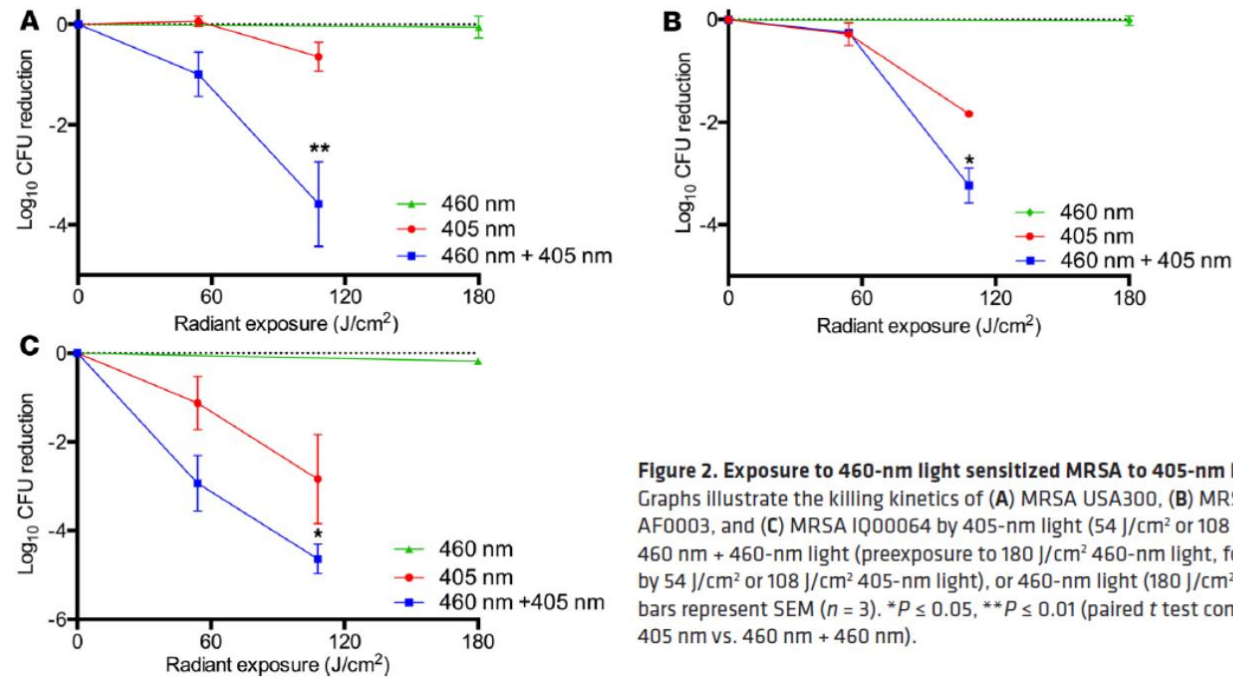 A
0
-2
-4
Log₁₀ CFU reduction
**
460 nm
405 nm
460 nm + 405 nm
0 60 120 180
Radiant exposure (J/cm²)
B
0
-2
-4
Log₁₀ CFU reduction
*
460 nm
405 nm
460 nm + 405 nm
0 60 120 180
Radiant exposure (J/cm²)
C
0
-2
-4
-6
Log₁₀ CFU reduction
*
460 nm
405 nm
460 nm +405 nm
0 60 120 180
Radiant exposure (J/cm²)
Figure 2. Exposure to 460-nm light sensitized MRSA to 405-nm
Graphs illustrate the killing kinetics of (A) MRSA USA300, (B)
AF0003, and (C) MRSA IQ00064 by 405-nm light (54 J/cm² or 108
460 nm + 460-nm light (preexposure to 180 J/cm² 460-nm light,
by 54 J/cm² or 108 J/cm² 405-nm light), or 460-nm light (180 J/cm²
bars represent SEM (n = 3). *P ≤ 0.05, **P ≤ 0.01 (paired t test
405 nm vs. 460 nm + 460 nm).